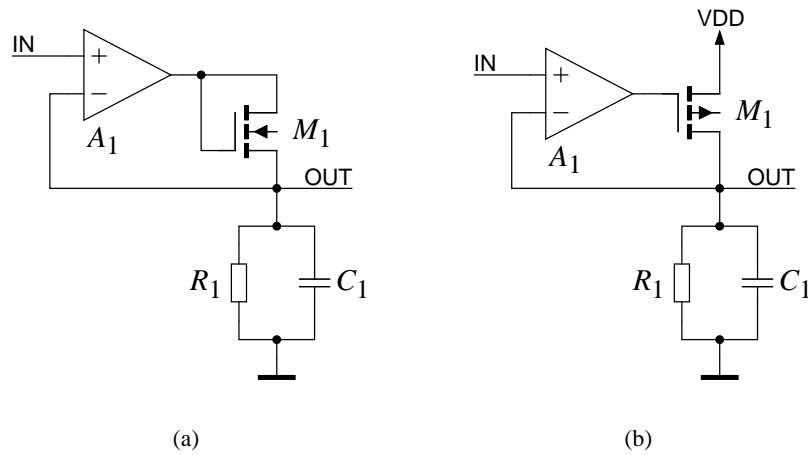 IN
+
−
A1
M1
OUT
R1
C1
(a)
VDD
IN
+
−
A1
M1
OUT
R1
C1
(b)